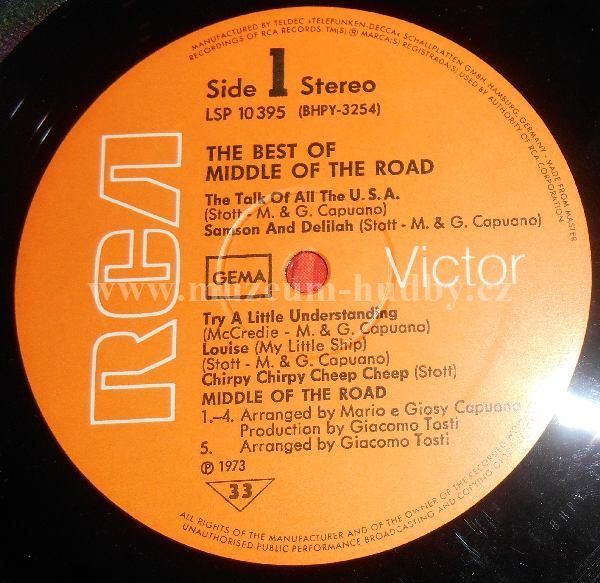 MANUFACTURED BY TELDEC »TELEFUNKEN-DECCA« SCHALLPLATTEN GMBH, HAMBURG, GERMANY - MADE FROM MASTER
RECORDINGS OF RCA RECORDS: TM(S) ® MARCA(S) REGISTRADA(S) USED BY AUTHORITY OF RCA CORPORATION
Side 1 Stereo
LSP 10 395 (BHPY-3254)
THE BEST OF
MIDDLE OF THE ROAD
The Talk Of All The U.S.A.
(Stott - M. & G. Capuano)
Samson And Delilah (Stott - M. & G. Capuano)
RCA
GEMA
Victor
www.muzeum-hudby.cz
Try A Little Understanding
(McCredie - M. & G. Capuano)
Louise (My Little Ship)
(Stott - M. & G. Capuano)
Chirpy Chirpy Cheep Cheep (Stott)
MIDDLE OF THE ROAD
1.–4. Arranged by Mario e Giosy Capuano
Production by Giacomo Tosti
5. Arranged by Giacomo Tosti
℗ 1973
33
ALL RIGHTS OF THE MANUFACTURER AND OF THE OWNER OF THE RECORDED
UNAUTHORISED PUBLIC PERFORMANCE BROADCASTING AND COPYING